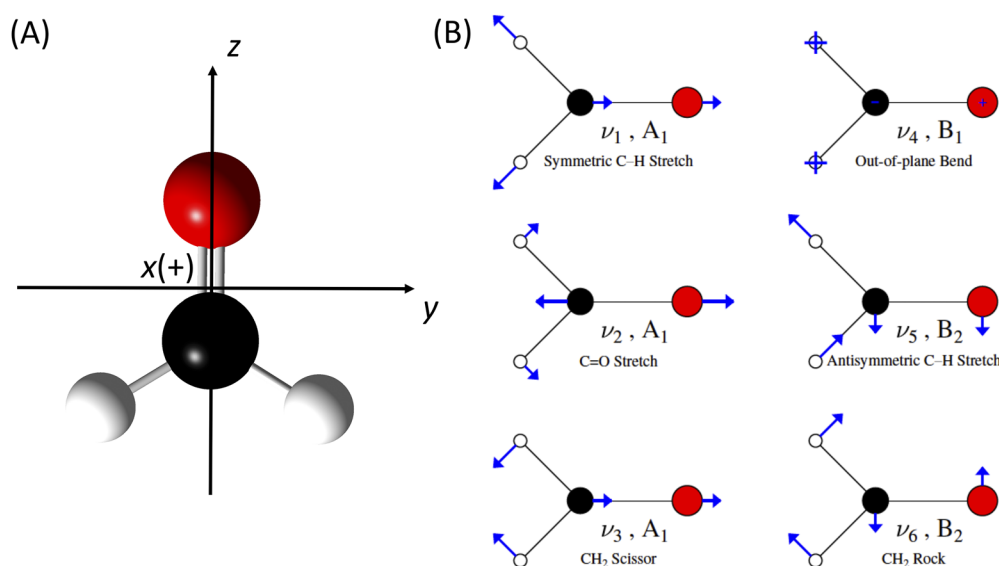 (A)
z
x(+)
y
(B)
ν₁ , A₁
Symmetric C–H Stretch
ν₂ , A₁
C=O Stretch
ν₃ , A₁
CH₂ Scissor
- +
ν₄ , B₁
Out-of-plane Bend
ν₅ , B₂
Antisymmetric C–H Stretch
ν₆ , B₂
CH₂ Rock